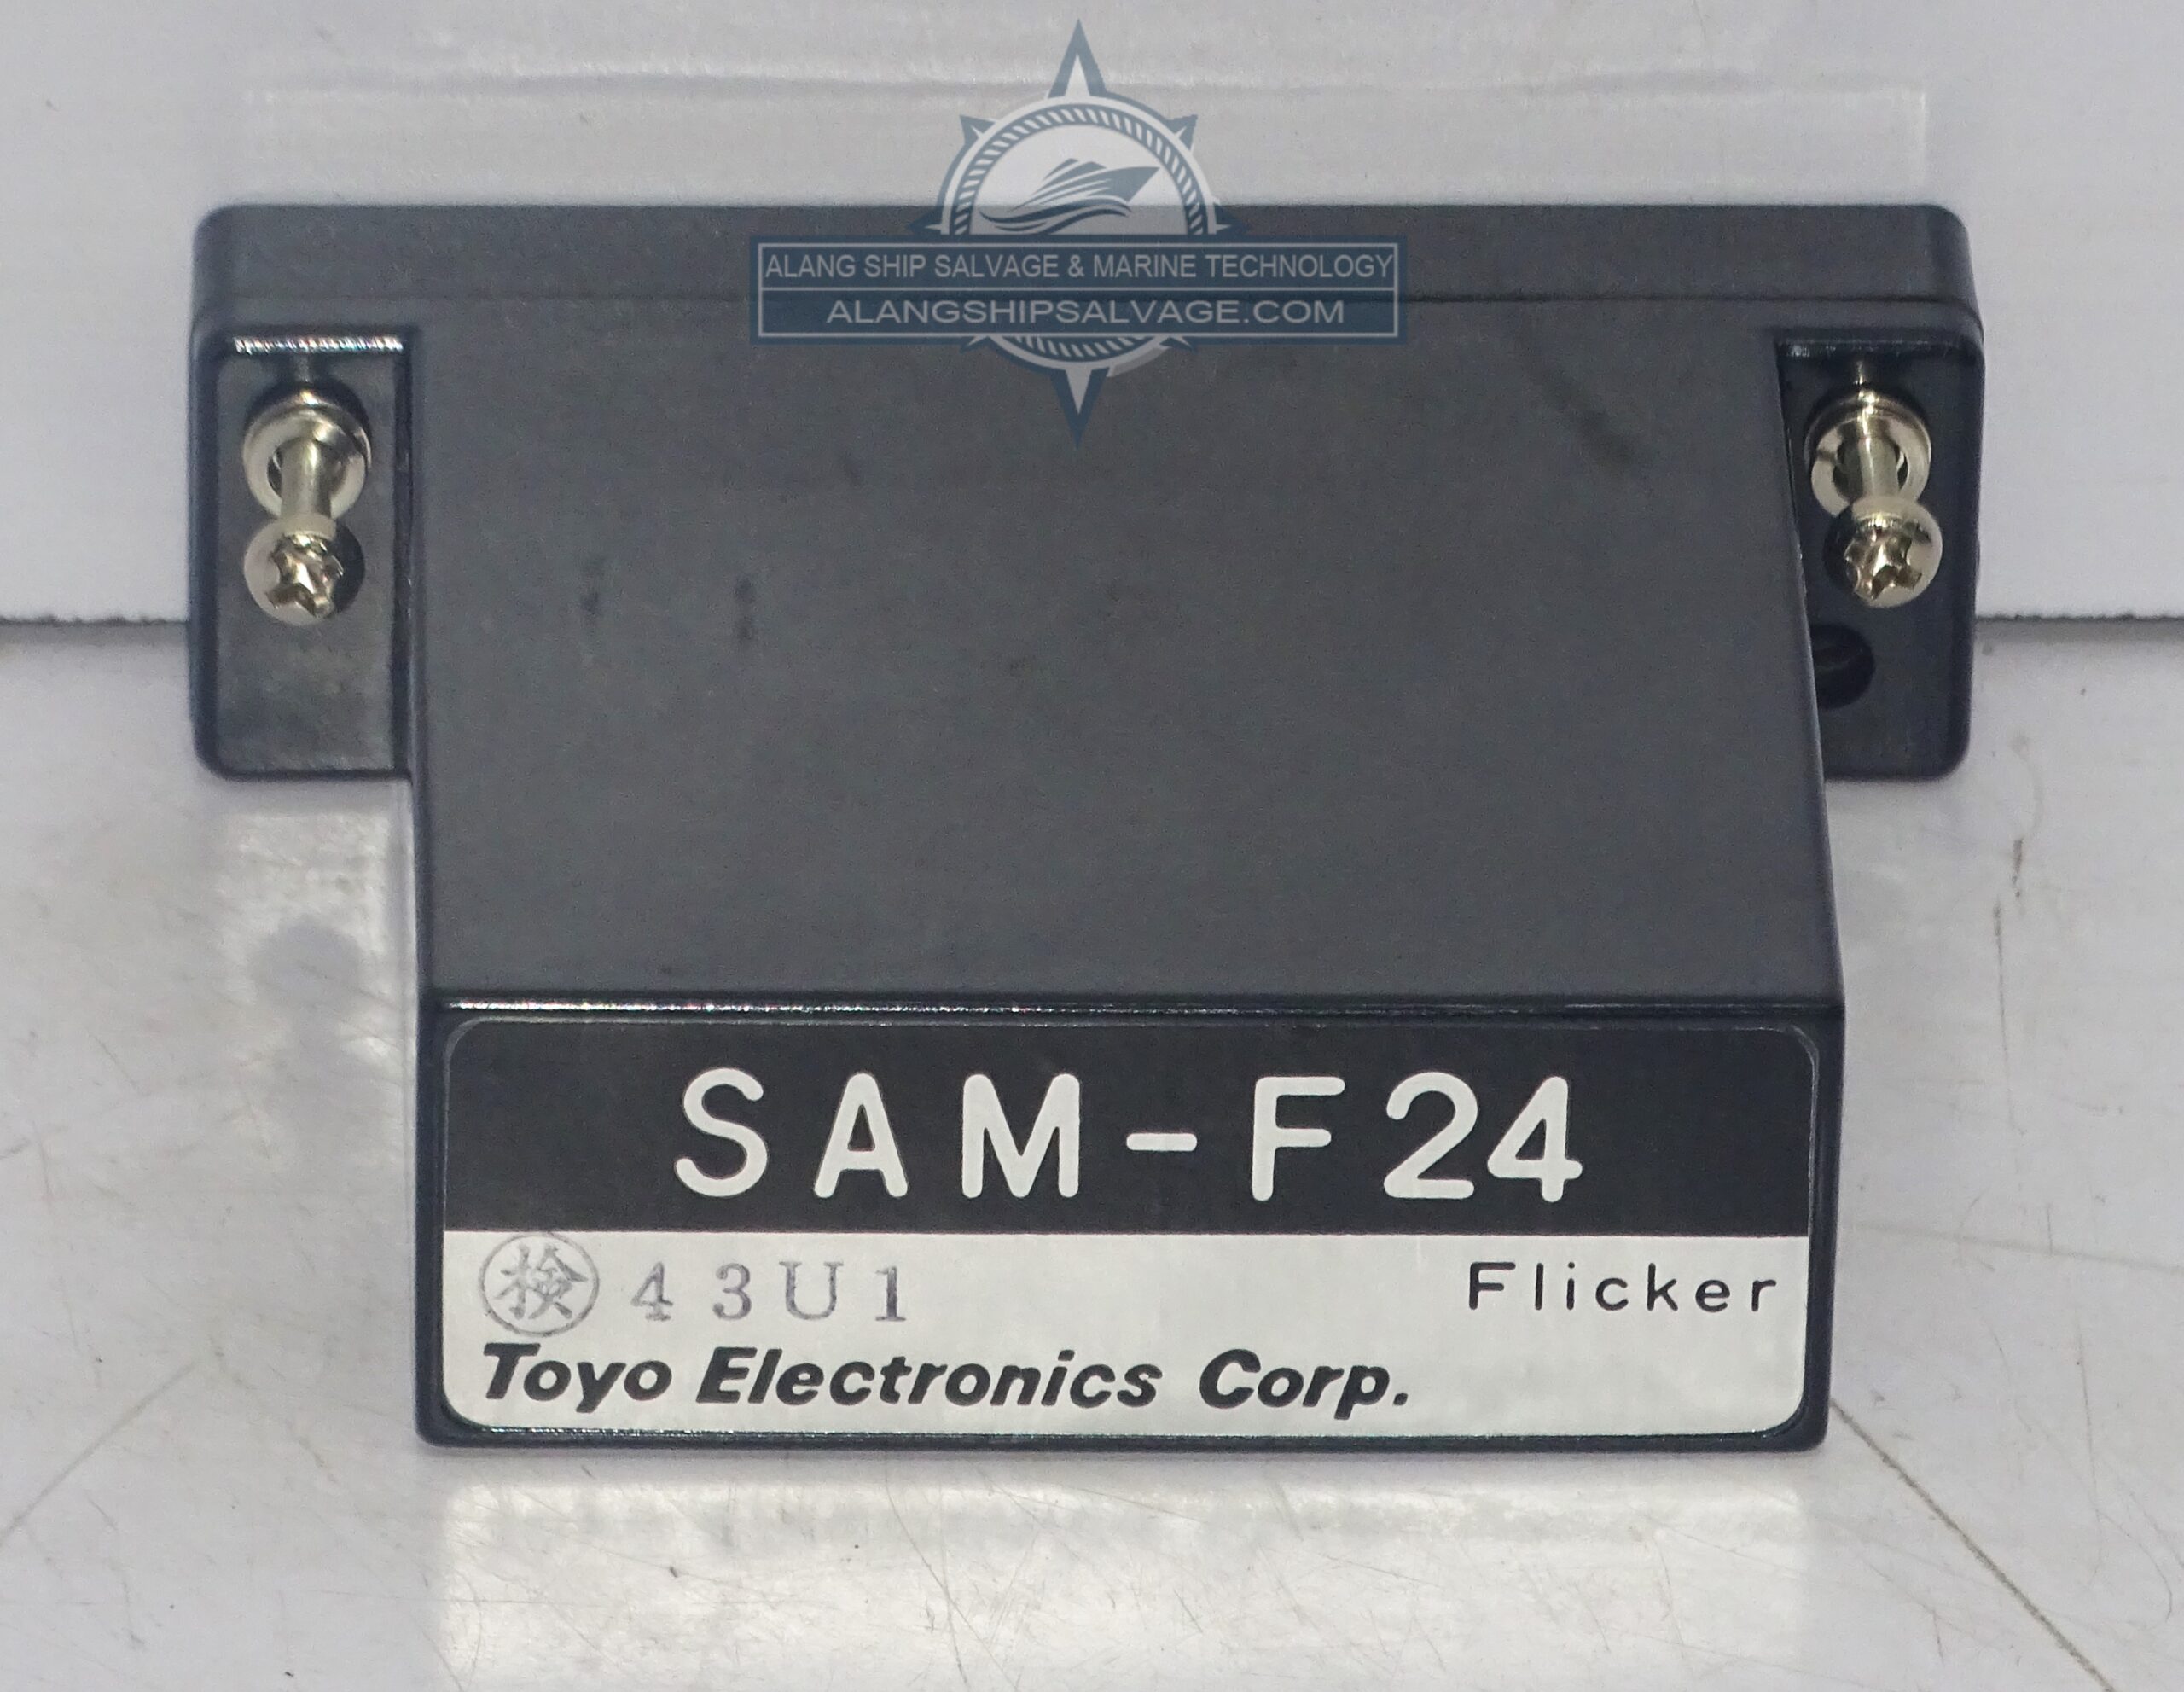 ALANG SHIP SALVAGE & MARINE TECHNOLOGY
ALANGSHIPSALVAGE.COM
SAM-F24
検 43U1 Flicker
Toyo Electronics Corp.